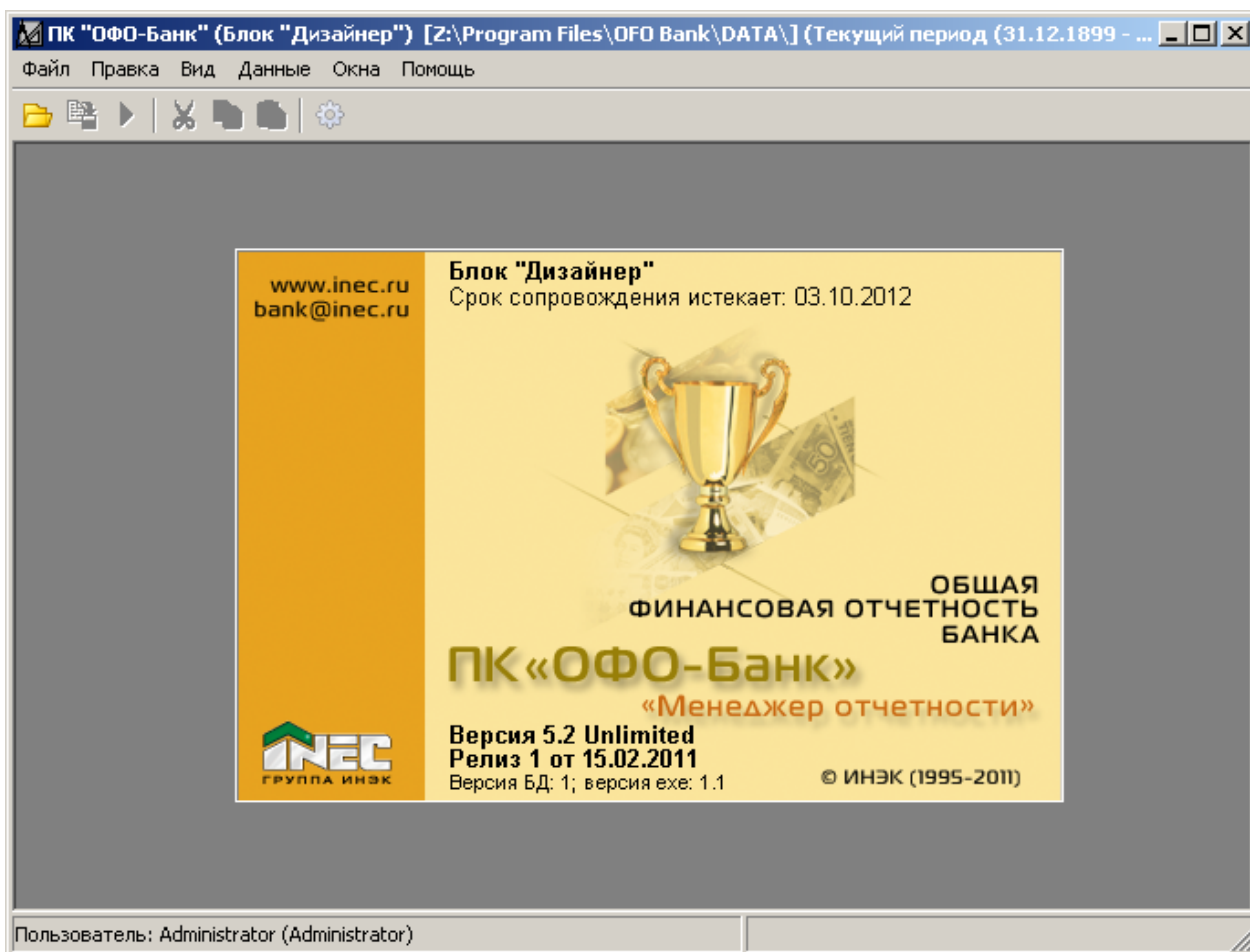 ПК "ОФО-Банк" (Блок "Дизайнер") [Z:\Program Files\OFO Bank\DATA\] (Текущий период (31.12.1899 - ...
Файл Правка Вид Данные Окна Помощь
www.inec.ru
bank@inec.ru
Блок "Дизайнер"
Срок сопровождения истекает: 03.10.2012
ОБЩАЯ
ФИНАНСОВАЯ ОТЧЕТНОСТЬ
БАНКА
ПК «ОФО-Банк»
«Менеджер отчетности»
INEC
ГРУППА ИНЭК
Версия 5.2 Unlimited
Релиз 1 от 15.02.2011
Версия БД: 1; версия exe: 1.1
© ИНЭК (1995-2011)
Пользователь: Administrator (Administrator)